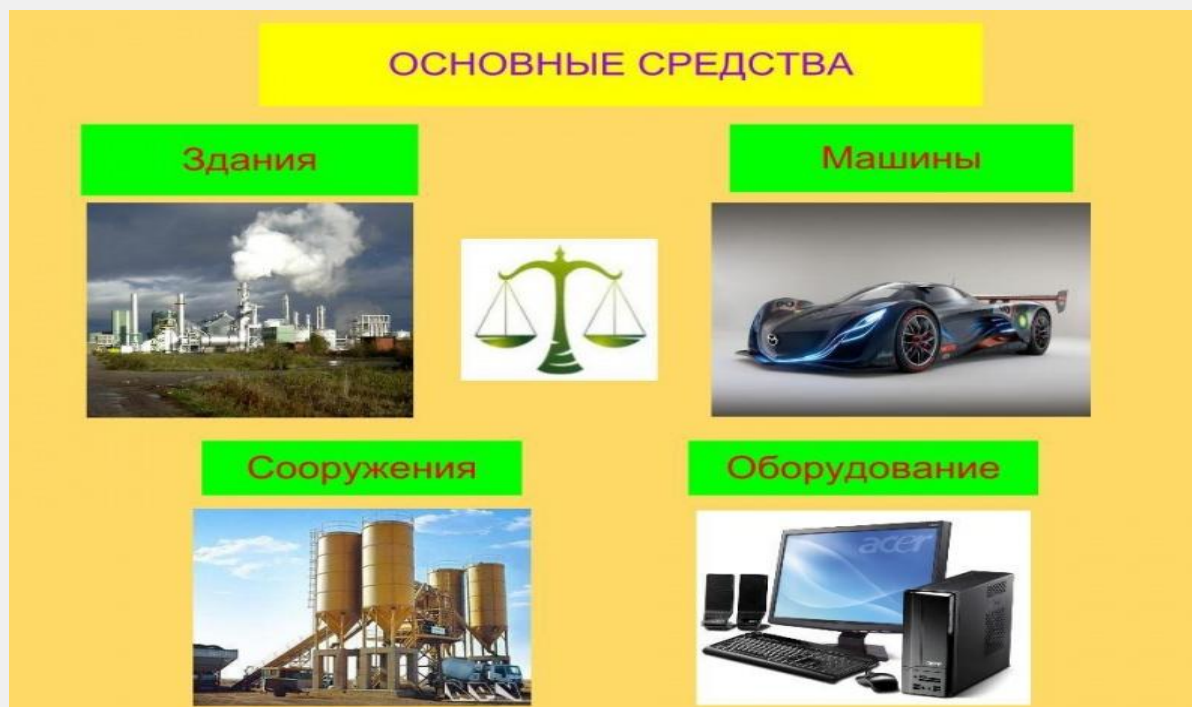 ОСНОВНЫЕ СРЕДСТВА
Здания
Машины
Сооружения
Оборудование
acer